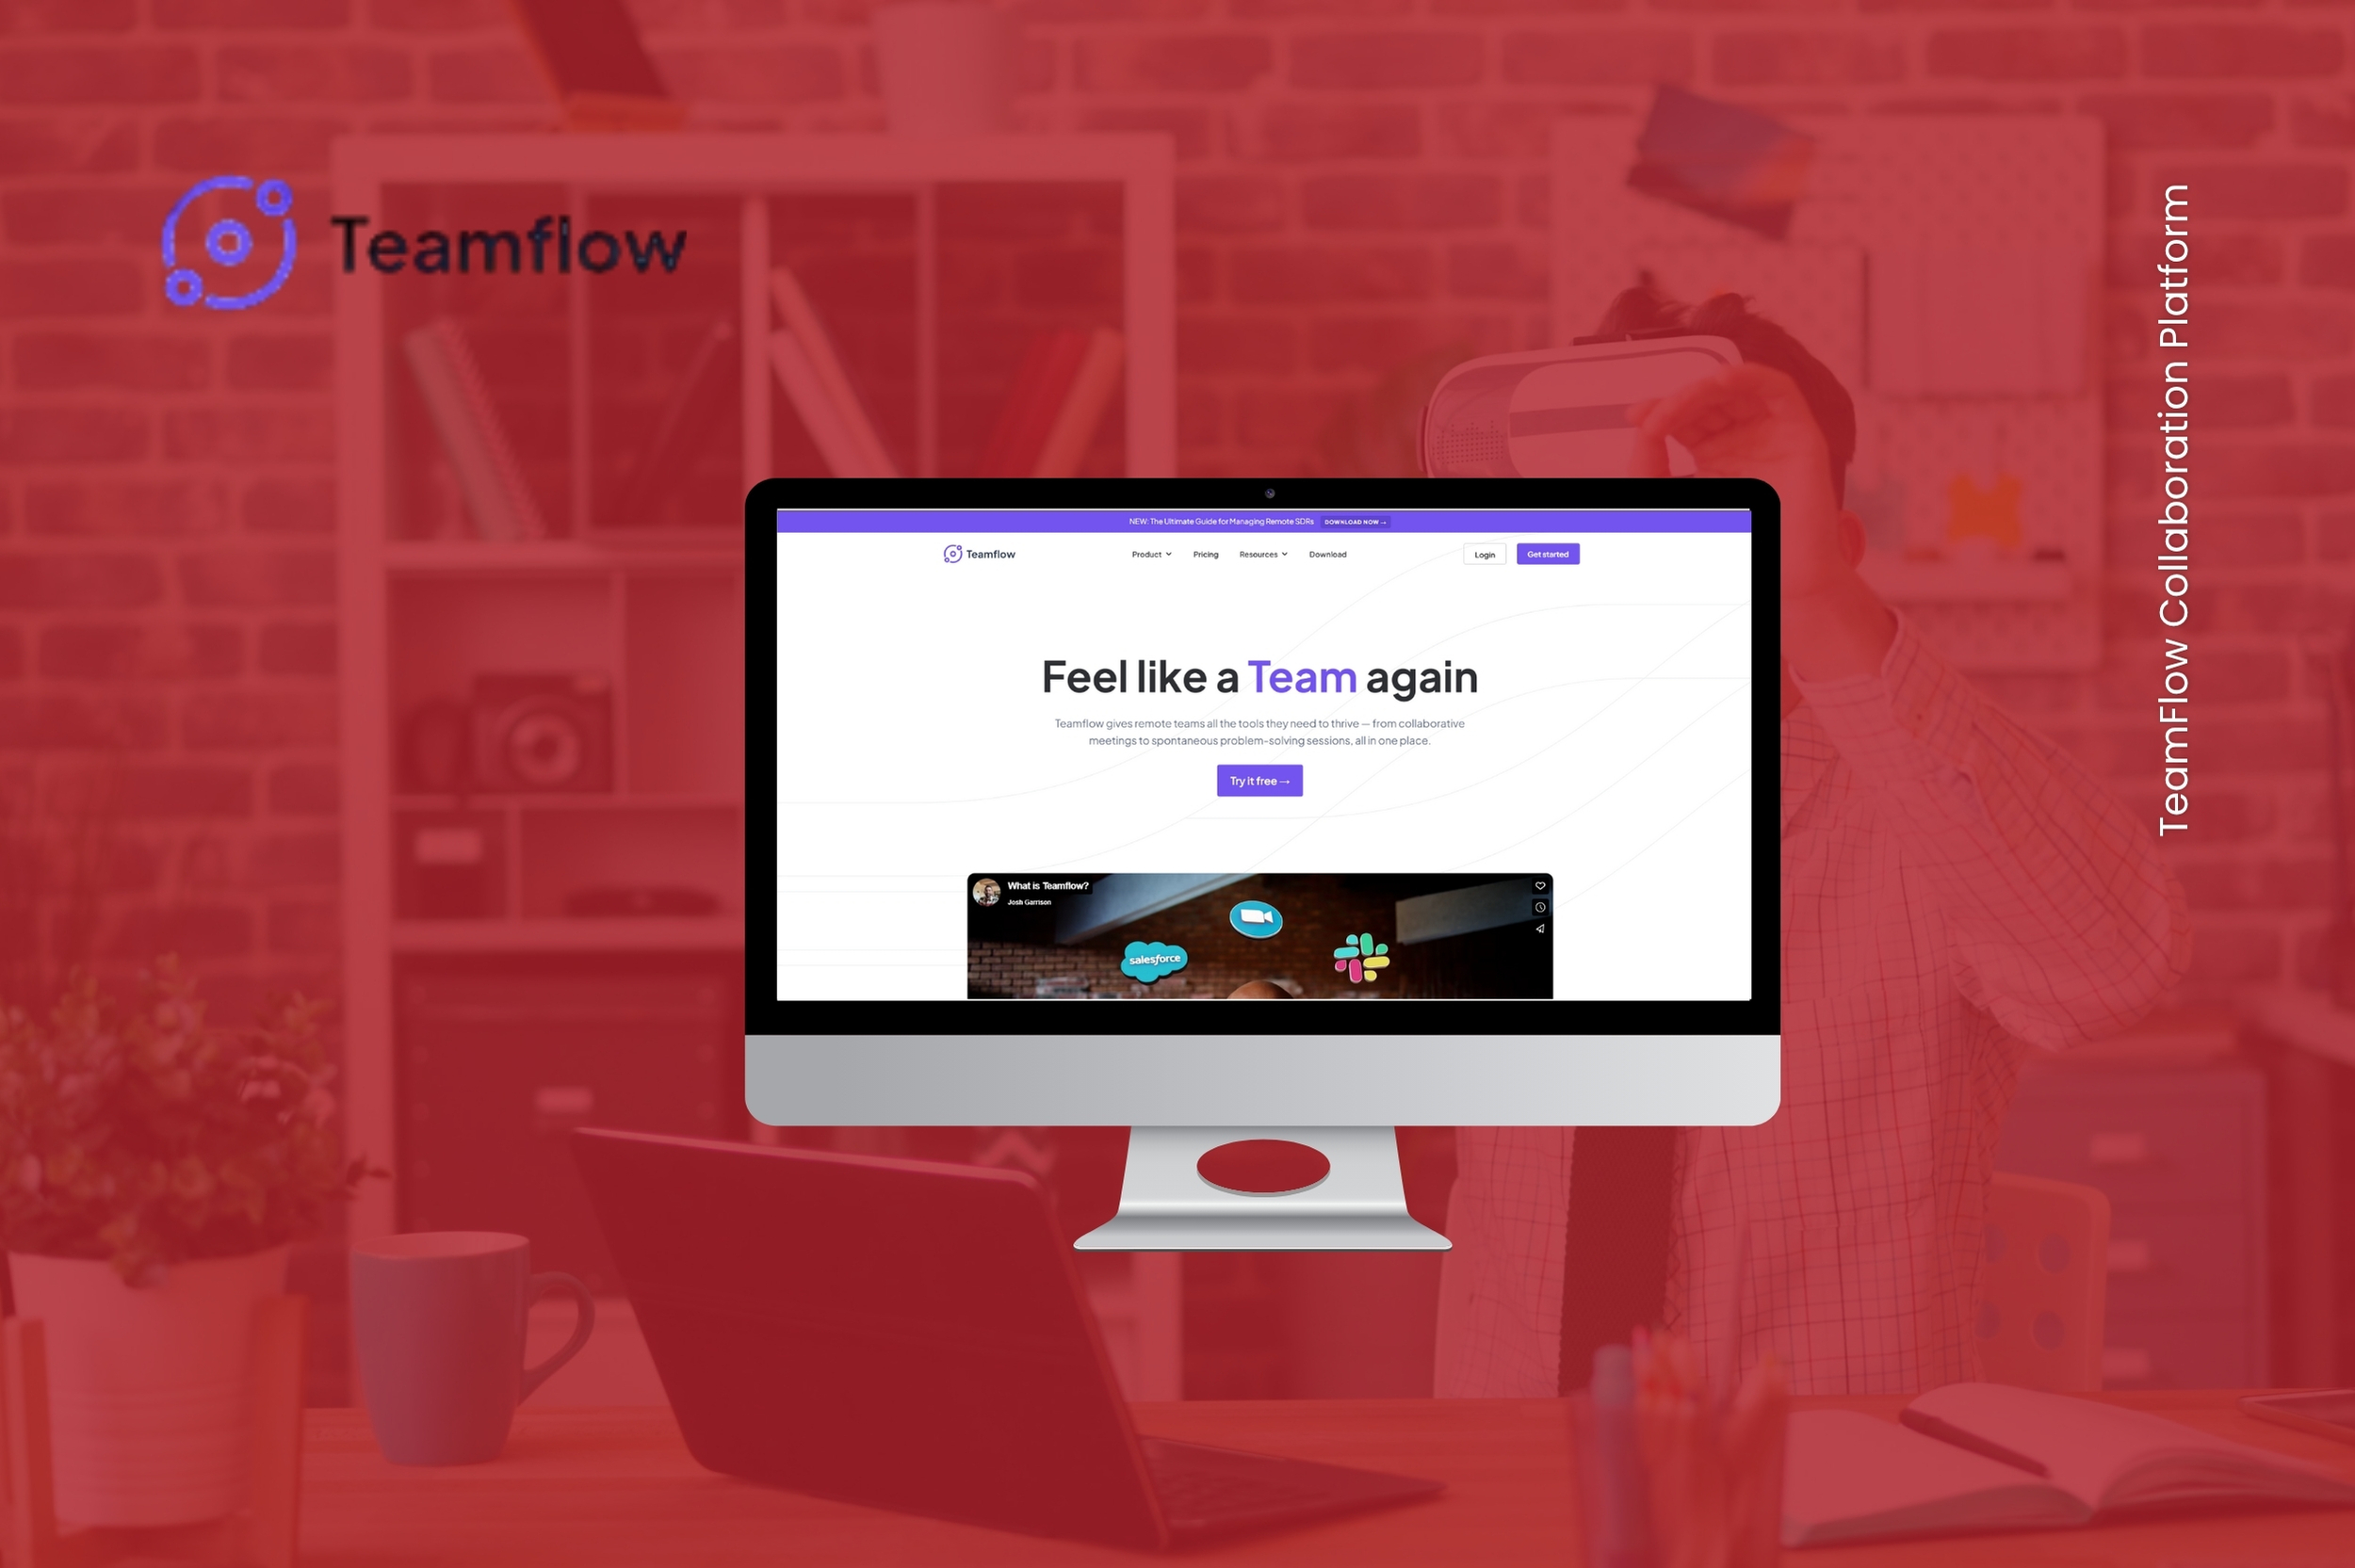 Teamflow
TeamFlow Collaboration Platform
NEW: The Ultimate Guide for Managing Remote SDRs DOWNLOAD NOW →
Teamflow Product Pricing Resources Download Login Get started
Feel like a Team again
Teamflow gives remote teams all the tools they need to thrive — from collaborative
meetings to spontaneous problem-solving sessions, all in one place.
Try it free →
What is Teamflow?
Josh Garrison
salesforce